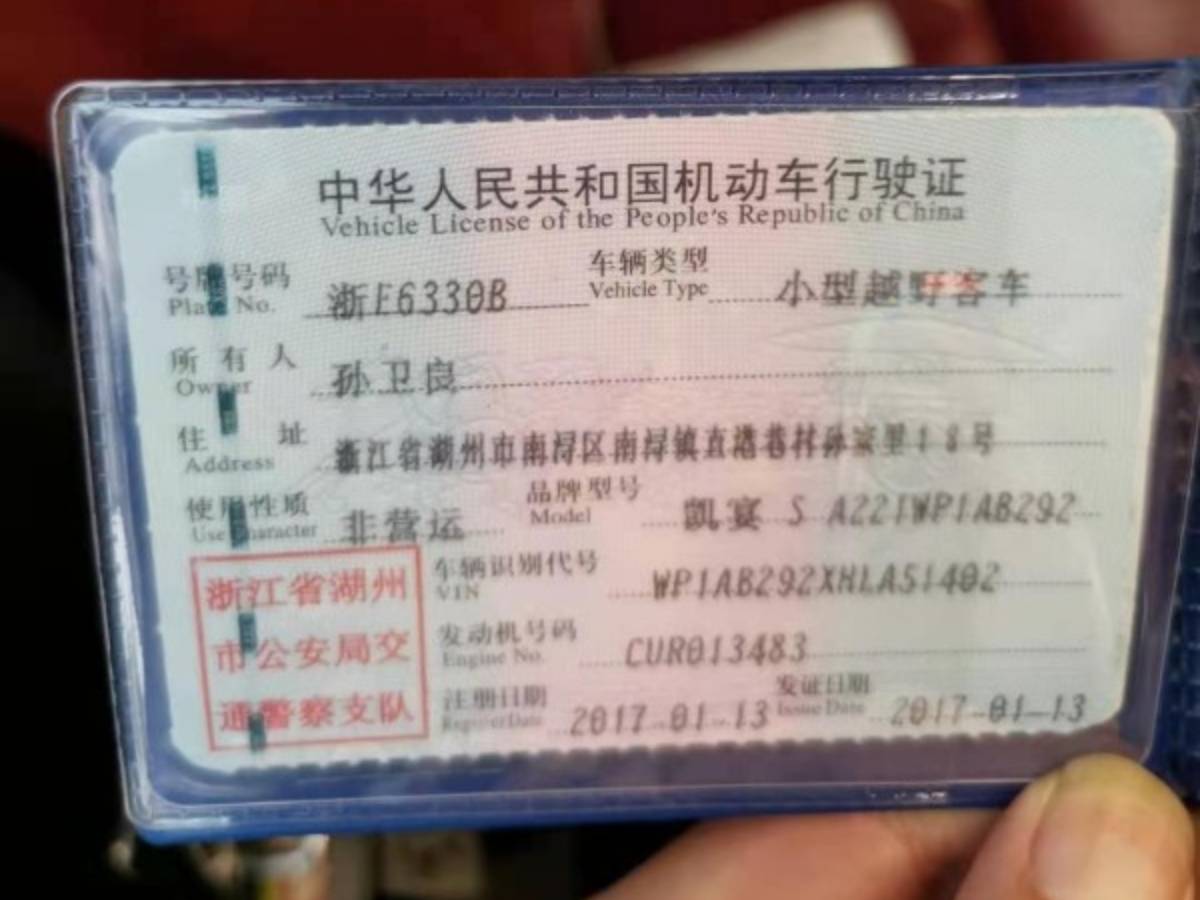 中华人民共和国机动车行驶证
Vehicle License of the People's Republic of China
号牌号码 浙E6330B 车辆类型 小型越野客车
Plate No. Vehicle Type
所有人 孙卫良
Owner
住址 浙江省湖州市南浔区南浔镇直港巷村孙家里18号
Address
使用性质 非营运 品牌型号 凯宴 S A221WP1AB292
Use Character Model
车辆识别代号 WP1AB292XHLA51402
VIN
发动机号码 CUR013483
Engine No.
注册日期 2017-01-13 发证日期 2017-01-13
Register Date Issue Date
浙江省湖州
市公安局交
通警察支队